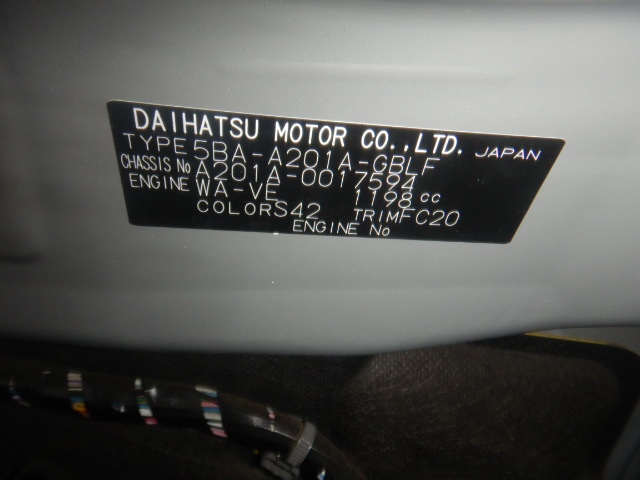 DAIHATSU MOTOR CO.,LTD. JAPAN
TYPE 5BA-A201A-GBLF
CHASSIS No A201A-0017594
ENGINE WA-VE 1198 cc
COLOR S42 TRIM FC20
ENGINE No